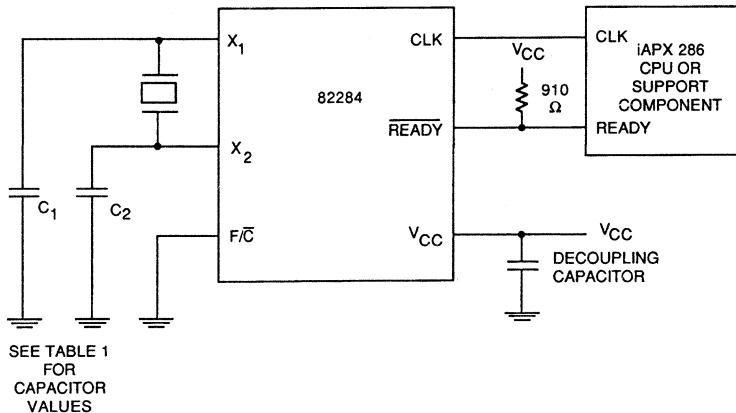 X1
CLK
82284
READY
X2
F/C
VCC
VCC
910
Ω
CLK
iAPX 286
CPU OR
SUPPORT
COMPONENT
READY
C1
C2
VCC
DECOUPLING
CAPACITOR
SEE TABLE 1
FOR
CAPACITOR
VALUES